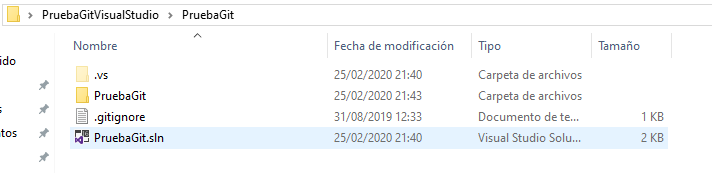 PruebaGitVisualStudio > PruebaGit
Nombre Fecha de modificación Tipo Tamaño
.vs 25/02/2020 21:40 Carpeta de archivos
PruebaGit 25/02/2020 21:43 Carpeta de archivos
.gitignore 31/08/2019 12:33 Documento de te... 1 KB
PruebaGit.sln 25/02/2020 21:40 Visual Studio Solu... 2 KB
ido
s
tos